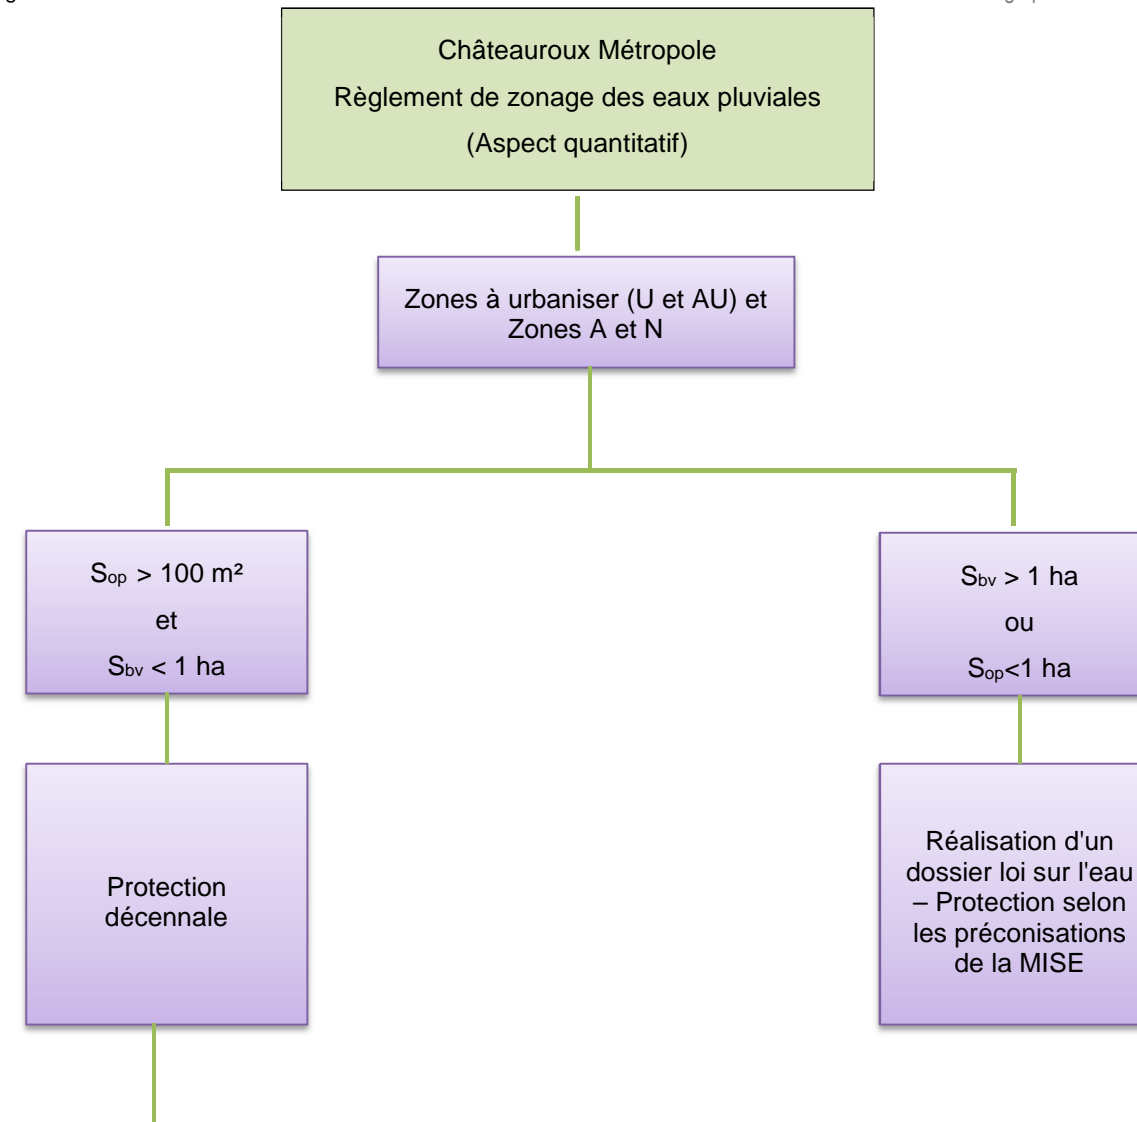 Châteauroux Métropole
Règlement de zonage des eaux pluviales
(Aspect quantitatif)
Zones à urbaniser (U et AU) et
Zones A et N
Sop > 100 m²
et
Sbv < 1 ha
Sbv > 1 ha
ou
Sop<1 ha
Protection
décennale
Réalisation d'un
dossier loi sur l'eau
– Protection selon
les préconisations
de la MISE